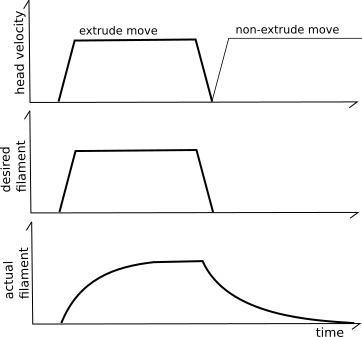 head velocity
extrude move
non-extrude move
desired
filament
actual
filament
time